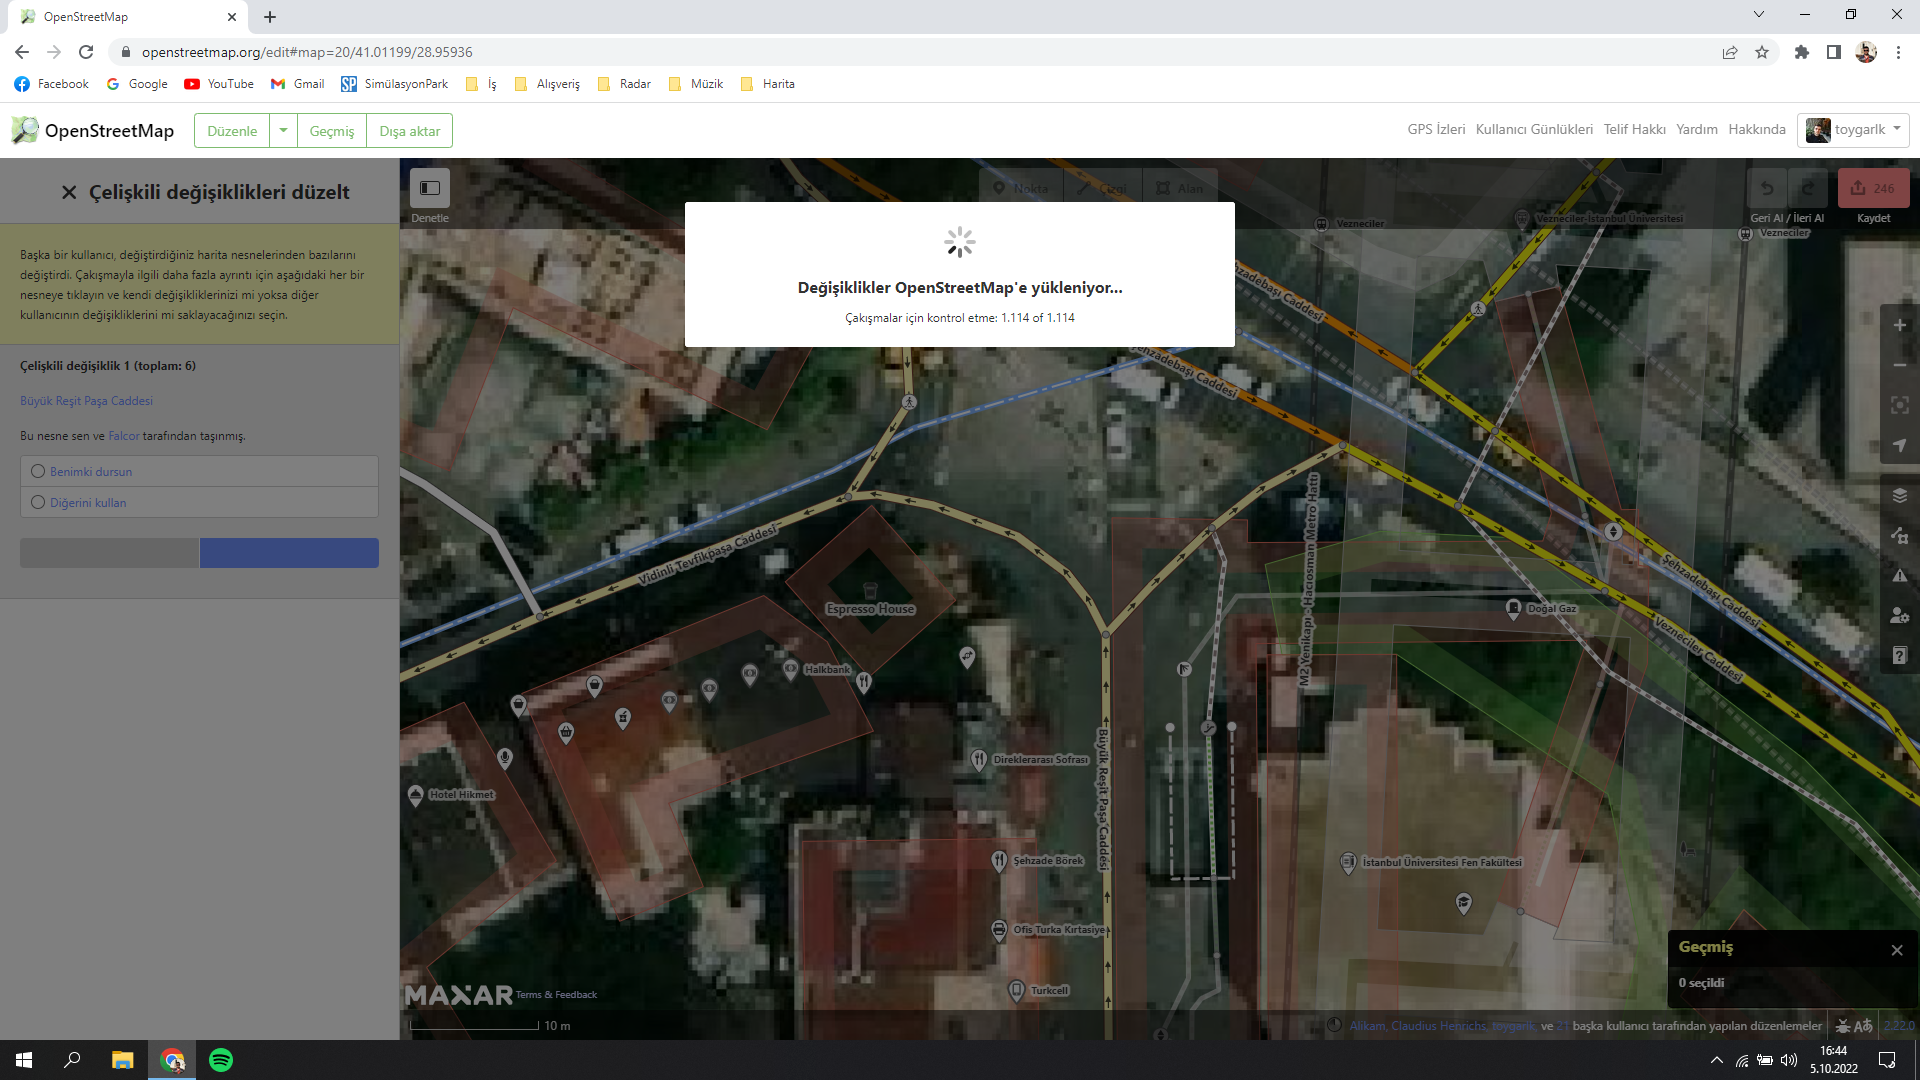 OpenStreetMap
openstreetmap.org/edit#map=20/41.01199/28.95936
Facebook
Google
YouTube
Gmail
SimülasyonPark
İş
Alışveriş
Radar
Müzik
Harita
OpenStreetMap
Düzenle
Geçmiş
Dışa aktar
GPS İzleri
Kullanıcı Günlükleri
Telif Hakkı
Yardım
Hakkında
toygarlk
Çelişkili değişiklikleri düzelt
Başka bir kullanıcı, değiştirdiğiniz harita nesnelerinden bazılarını
değiştirdi. Çakışmayla ilgili daha fazla ayrıntı için aşağıdaki her bir
nesneye tıklayın ve kendi değişikliklerinizi mi yoksa diğer
kullanıcının değişikliklerini mi saklayacağınızı seçin.
Çelişkili değişiklik 1 (toplam: 6)
Büyük Reşit Paşa Caddesi
Bu nesne sen ve Falcor tarafından taşınmış.
Benimki dursun
Diğerini kullan
Denetle
Nokta
Çizgi
Alan
Geri Al / İleri Al
246
Kaydet
Değişiklikler OpenStreetMap'e yükleniyor...
Çakışmalar için kontrol etme: 1.114 of 1.114
Vezneciler
Vezneciler-İstanbul Üniversitesi
Vezneciler
Şehzadebaşı Caddesi
Şehzadebaşı Caddesi
Vidinli Tevfikpaşa Caddesi
M2 Yenikapı - Hacıosman Metro Hattı
Şehzadebaşı Caddesi
Vezneciler Caddesi
Espresso House
Doğal Gaz
Halkbank
Büyük Reşit Paşa Caddesi
Direklerarası Sofrası
Hotel Hikmet
Şehzade Börek
İstanbul Üniversitesi Fen Fakültesi
Ofis Turka Kırtasiye
Turkcell
MAXAR
Terms & Feedback
10 m
Geçmiş
0 seçildi
Alikam, Claudius Henrichs, toygarlk, ve 21 başka kullanıcı tarafından yapılan düzenlemeler
2.22.0
16:44
5.10.2022